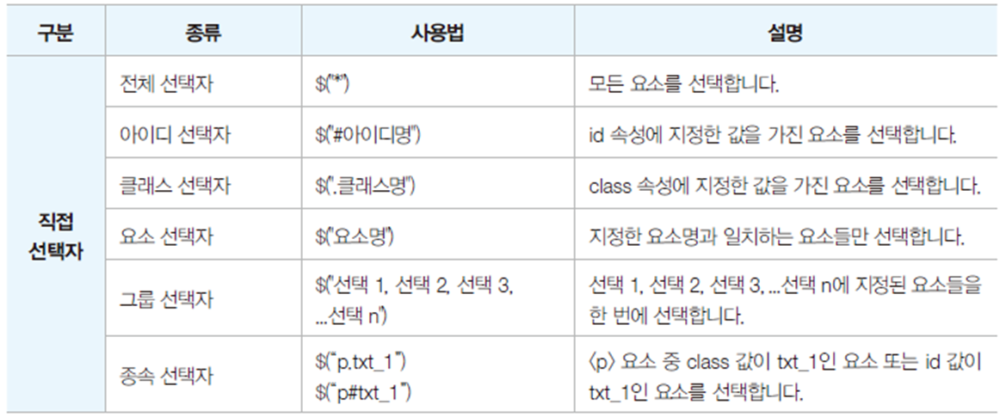 구분 종류 사용법 설명
직접
선택자
전체 선택자 $("*") 모든 요소를 선택합니다.
아이디 선택자 $("#아이디명") id 속성에 지정한 값을 가진 요소를 선택합니다.
클래스 선택자 $(".클래스명") class 속성에 지정한 값을 가진 요소를 선택합니다.
요소 선택자 $("요소명") 지정한 요소명과 일치하는 요소들만 선택합니다.
그룹 선택자 $("선택 1, 선택 2, 선택 3, 선택 1, 선택 2, 선택 3, ...선택 n에 지정된 요소들을
...선택 n") 한 번에 선택합니다.
종속 선택자 $(“p.txt_1”) 〈p〉 요소 중 class 값이 txt_1인 요소 또는 id 값이
$(“p#txt_1”) txt_1인 요소를 선택합니다.